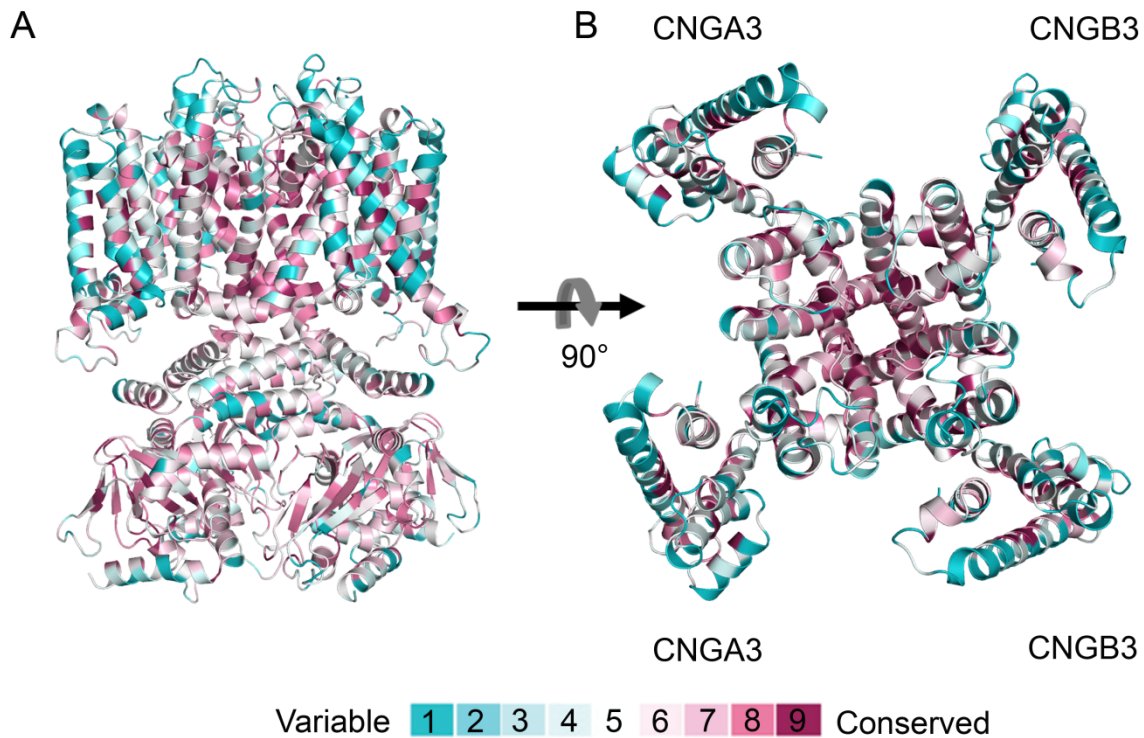 A
B
CNGA3
CNGB3
90°
CNGA3
CNGB3
Variable 1 2 3 4 5 6 7 8 9 Conserved